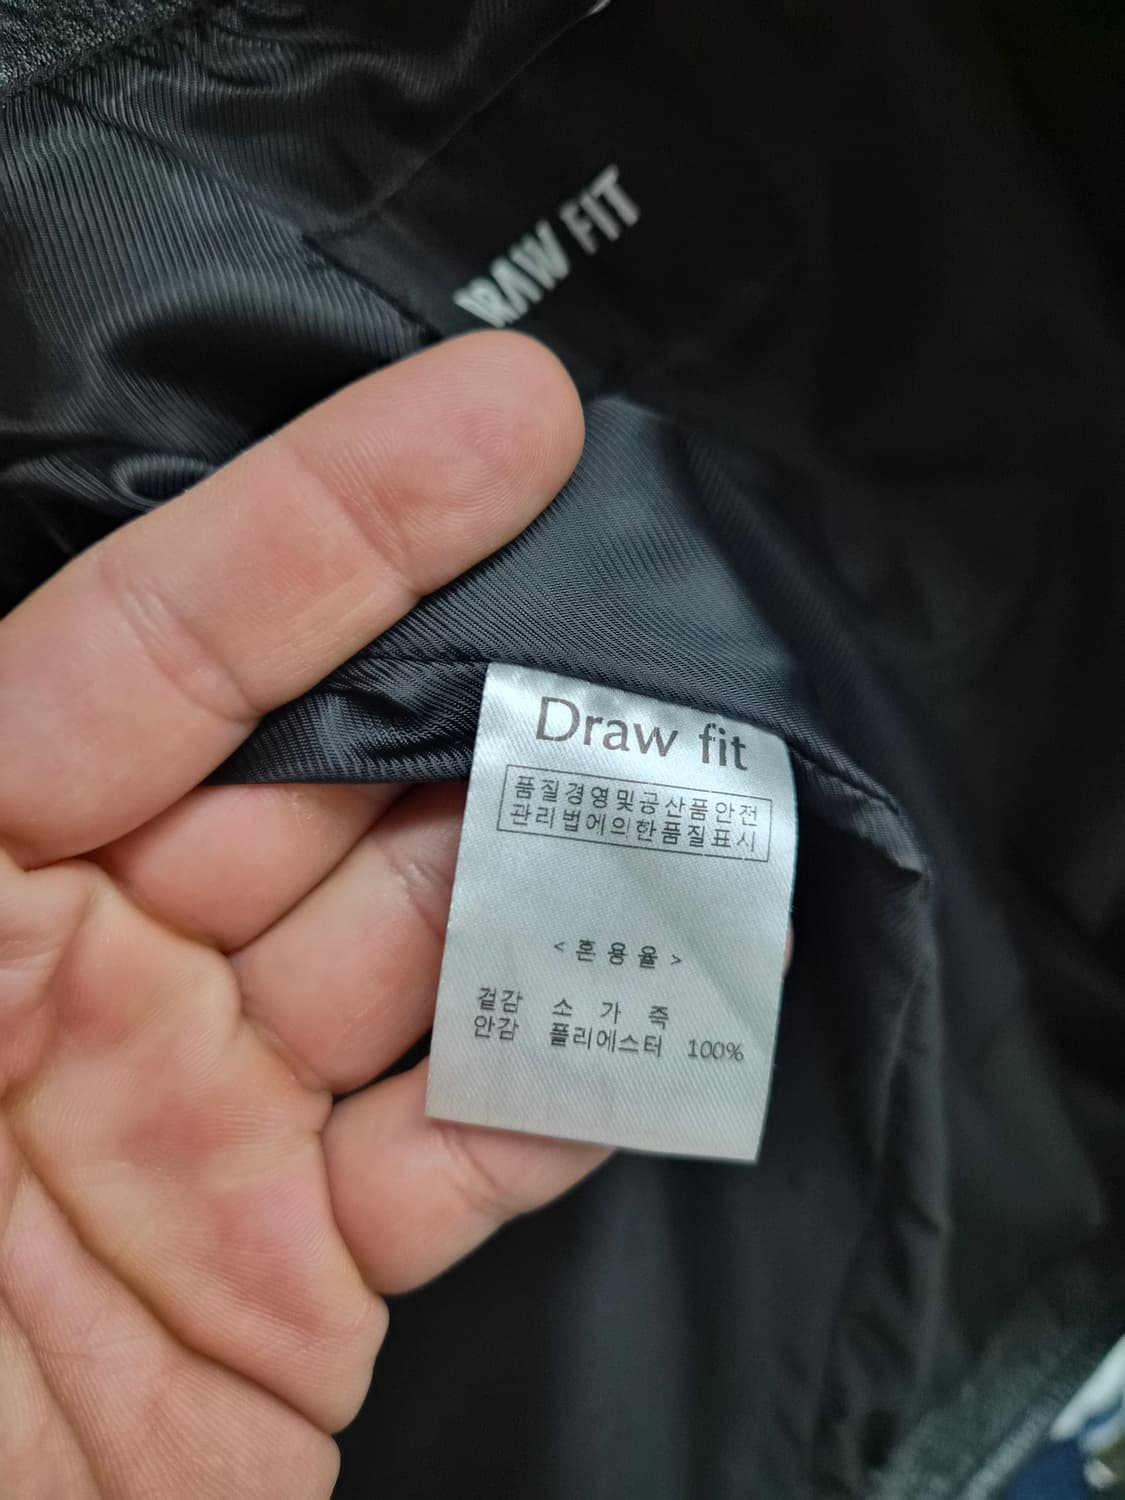 DRAW FIT
Draw fit
품질경영및공산품안전
관리법에의한품질표시
<혼용율>
겉감 소가죽
안감 폴리에스터 100%